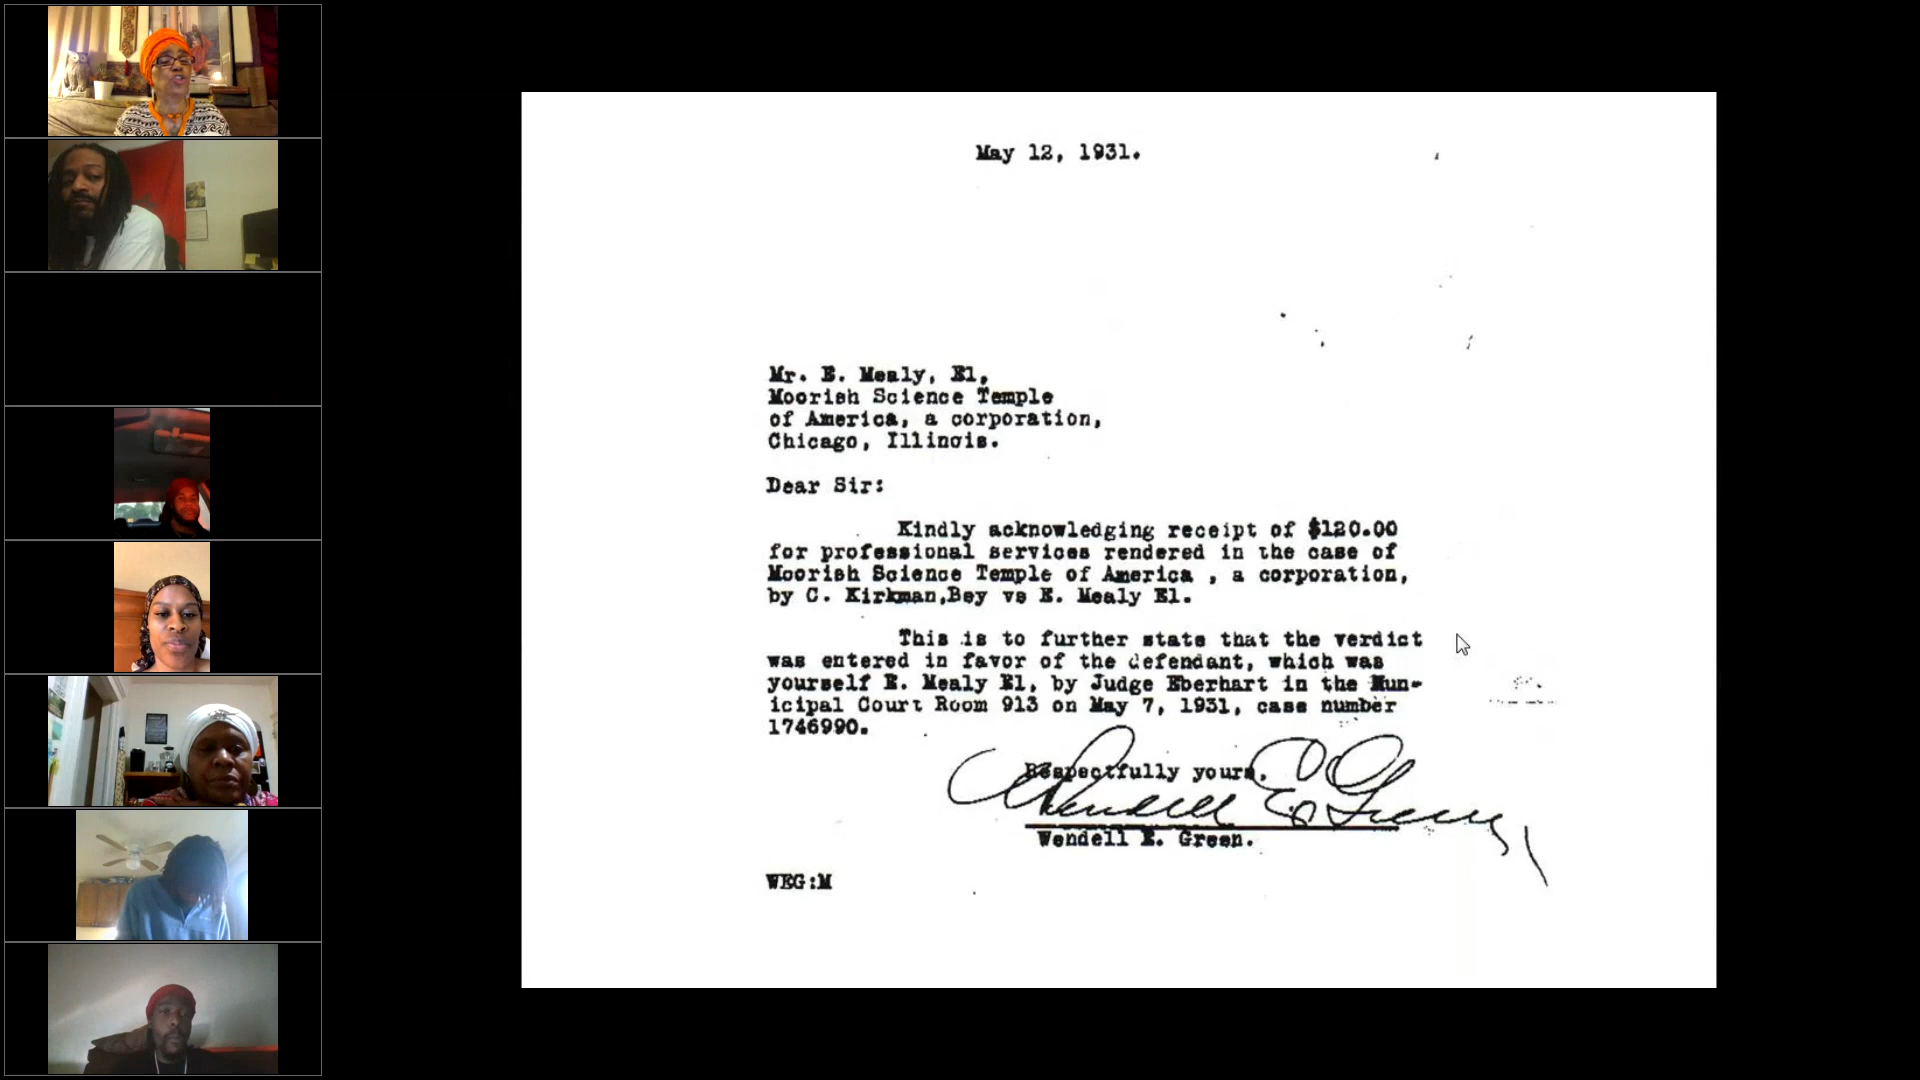 May 12, 1931.
Mr. E. Mealy, El,
Moorish Science Temple
of America, a corporation,
Chicago, Illinois.
Dear Sir:
Kindly acknowledging receipt of $120.00
for professional services rendered in the case of
Moorish Science Temple of America , a corporation,
by C. Kirkman,Bey vs E. Mealy El.
This is to further state that the verdict
was entered in favor of the defendant, which was
yourself E. Mealy El, by Judge Eberhart in the Mun-
icipal Court Room 913 on May 7, 1931, case number
1746990.
Respectfully yours,
Wendell E. Green
Wendell E. Green.
WEG:M